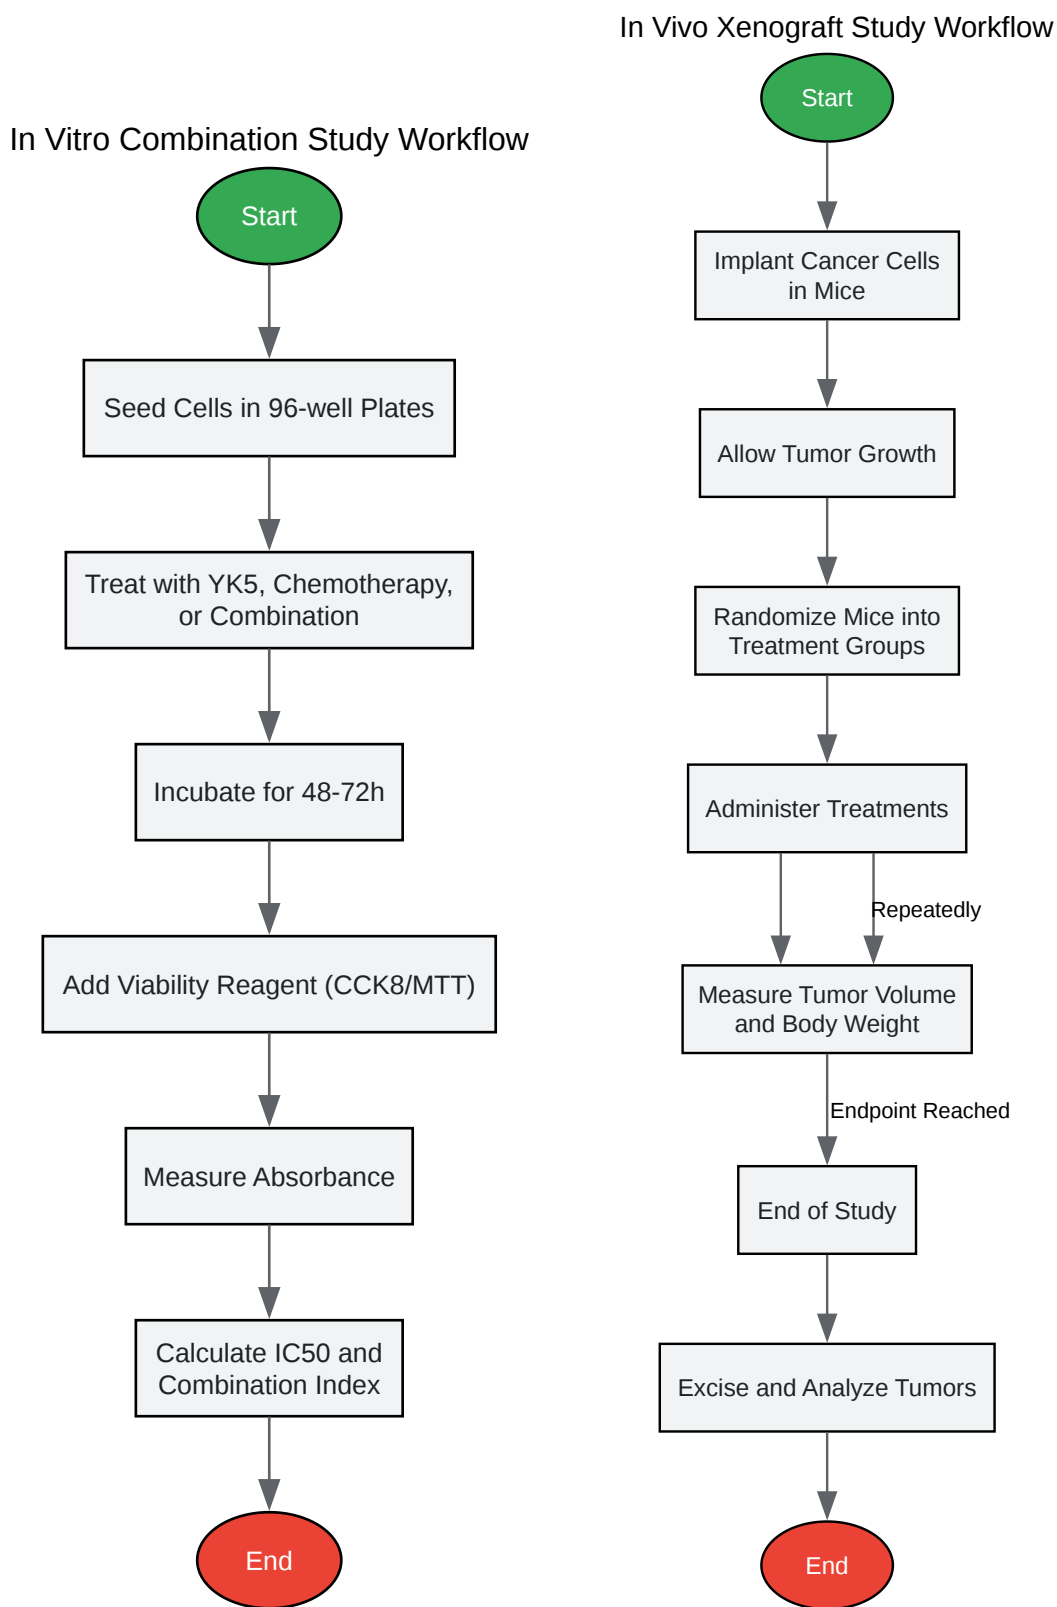 In Vitro Combination Study Workflow
Start
Seed Cells in 96-well Plates
Treat with YK5, Chemotherapy,
or Combination
Incubate for 48-72h
Add Viability Reagent (CCK8/MTT)
Measure Absorbance
Calculate IC50 and
Combination Index
End
In Vivo Xenograft Study Workflow
Start
Implant Cancer Cells
in Mice
Allow Tumor Growth
Randomize Mice into
Treatment Groups
Administer Treatments
Repeatedly
Measure Tumor Volume
and Body Weight
Endpoint Reached
End of Study
Excise and Analyze Tumors
End